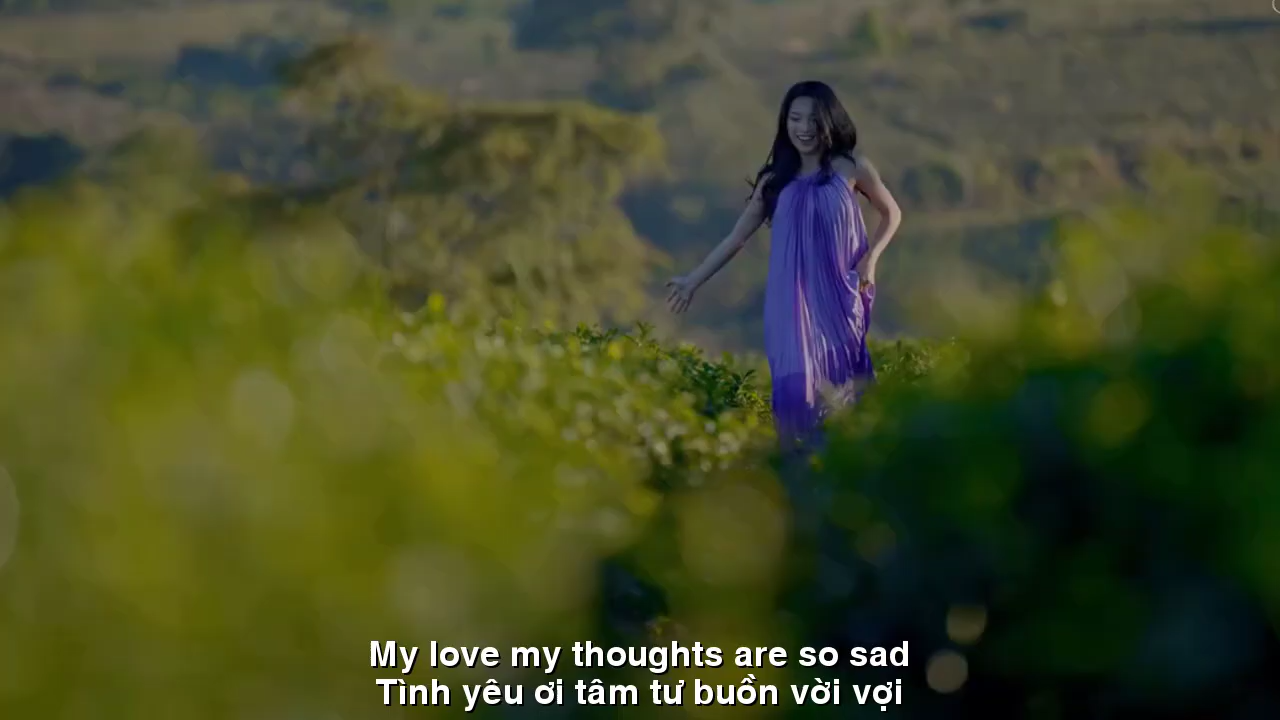 My love my thoughts are so sad
Tình yêu ơi tâm tư buồn vời vợi